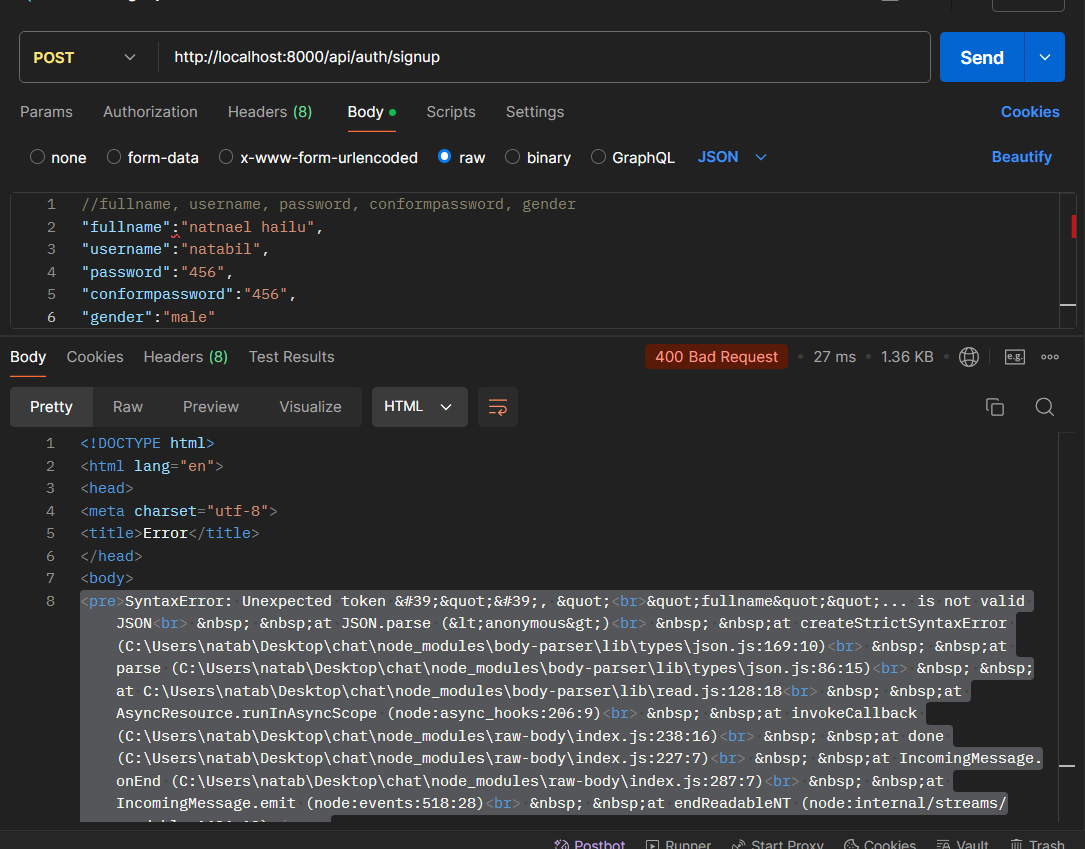 POST
http://localhost:8000/api/auth/signup
Send
Params Authorization Headers (8) Body Scripts Settings Cookies
none form-data x-www-form-urlencoded raw binary GraphQL JSON Beautify
1 //fullname, username, password, conformpassword, gender
2 "fullname":"natnael hailu",
3 "username":"natabil",
4 "password":"456",
5 "conformpassword":"456",
6 "gender":"male"
Body Cookies Headers (8) Test Results 400 Bad Request 27 ms 1.36 KB e.g.
Pretty Raw Preview Visualize HTML
1 <!DOCTYPE html>
2 <html lang="en">
3 <head>
4 <meta charset="utf-8">
5 <title>Error</title>
6 </head>
7 <body>
8 <pre>SyntaxError: Unexpected token &#39;&quot;&#39;, &quot;<br>&quot;fullname&quot;&quot;... is not valid
JSON<br> &nbsp; &nbsp;at JSON.parse (&lt;anonymous&gt;)<br> &nbsp; &nbsp;at createStrictSyntaxError
(C:\Users\natab\Desktop\chat\node_modules\body-parser\lib\types\json.js:169:10)<br> &nbsp; &nbsp;at
parse (C:\Users\natab\Desktop\chat\node_modules\body-parser\lib\types\json.js:86:15)<br> &nbsp; &nbsp;
at C:\Users\natab\Desktop\chat\node_modules\body-parser\lib\read.js:128:18<br> &nbsp; &nbsp;at
AsyncResource.runInAsyncScope (node:async_hooks:206:9)<br> &nbsp; &nbsp;at invokeCallback
(C:\Users\natab\Desktop\chat\node_modules\raw-body\index.js:238:16)<br> &nbsp; &nbsp;at done
(C:\Users\natab\Desktop\chat\node_modules\raw-body\index.js:227:7)<br> &nbsp; &nbsp;at IncomingMessage.
onEnd (C:\Users\natab\Desktop\chat\node_modules\raw-body\index.js:287:7)<br> &nbsp; &nbsp;at
IncomingMessage.emit (node:events:518:28)<br> &nbsp; &nbsp;at endReadableNT (node:internal/streams/
Postbot Runner Start Proxy Cookies Vault Trash